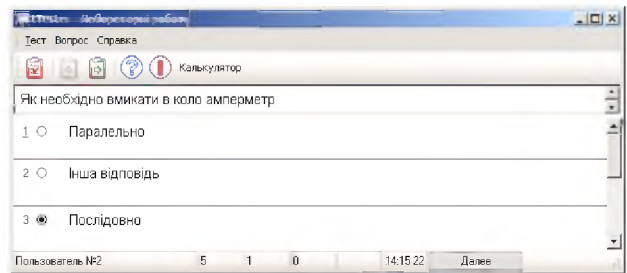 Тест Вопрос Справка
Калькулятор
Як необхідно вмикати в коло амперметр
1 Паралельно
2 Інша відповідь
3 Послідовно
Пользователь №2 5 1 0 14:15:22 Далее